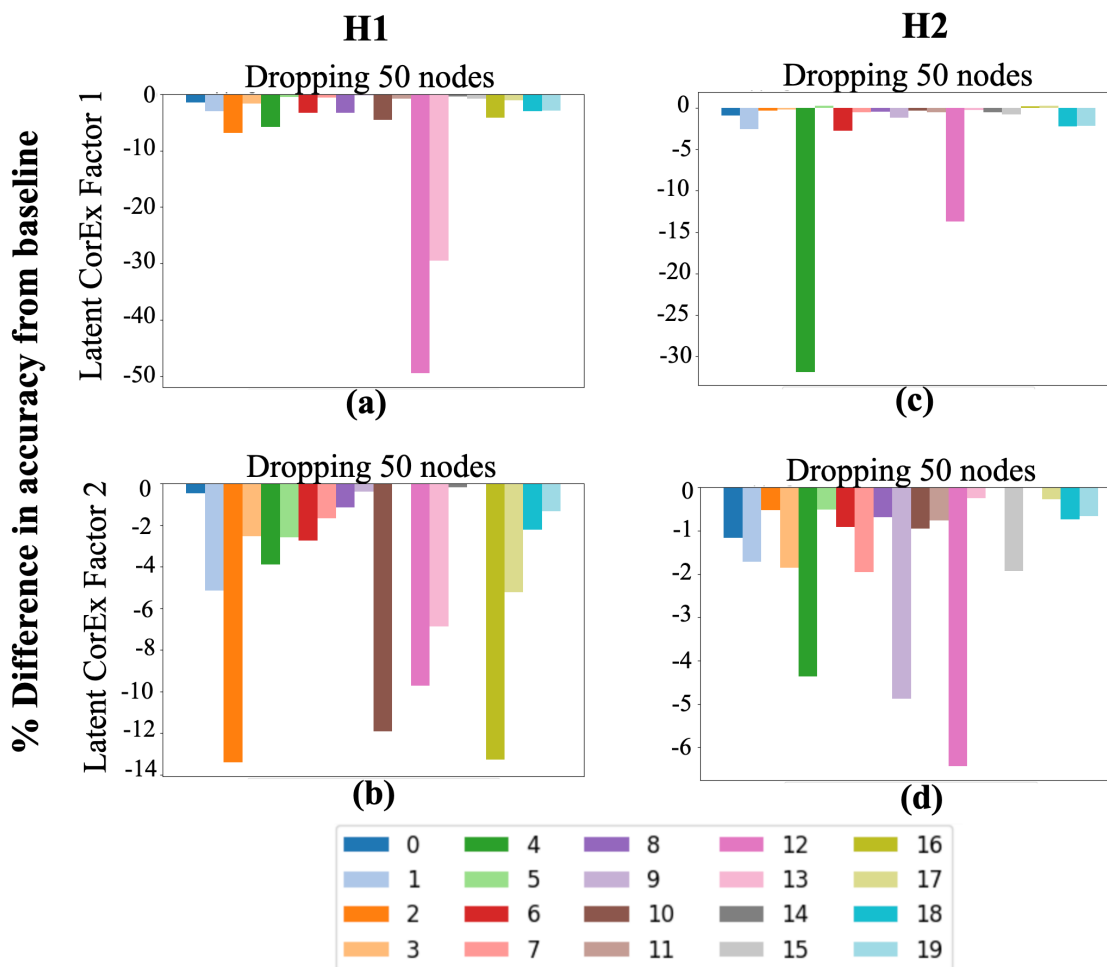 H1
H2
% Difference in accuracy from baseline
Latent CorEx Factor 1
Dropping 50 nodes
0
-10
-20
-30
-40
-50
(a)
Dropping 50 nodes
0
-5
-10
-15
-20
-25
-30
(c)
Latent CorEx Factor 2
Dropping 50 nodes
0
-2
-4
-6
-8
-10
-12
-14
(b)
Dropping 50 nodes
0
-1
-2
-3
-4
-5
-6
(d)
0 4 8 12 16
1 5 9 13 17
2 6 10 14 18
3 7 11 15 19